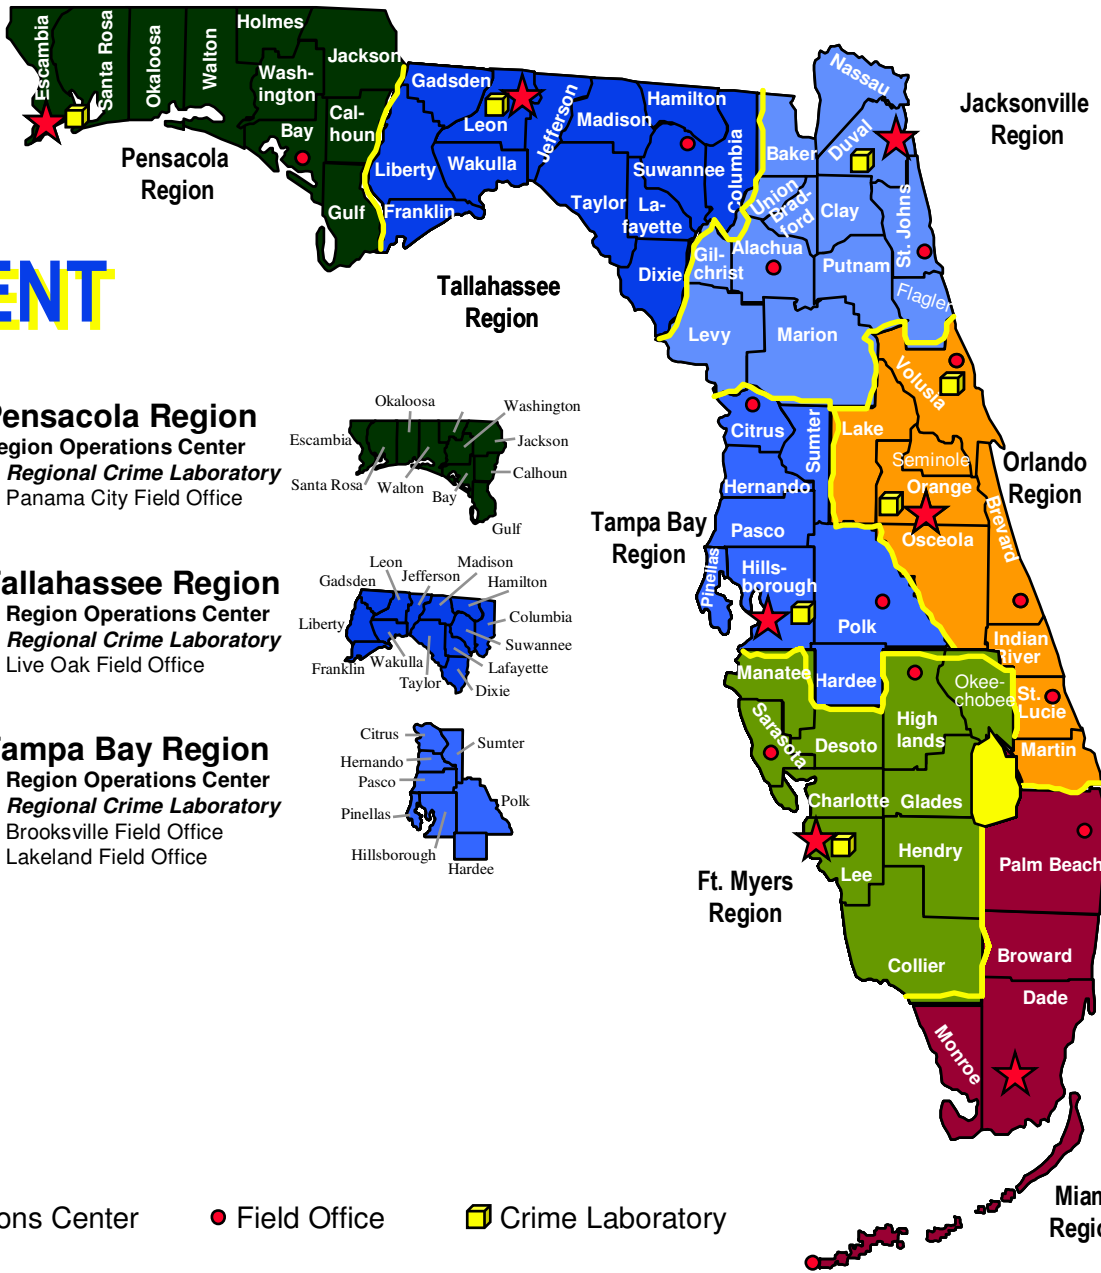 Escambia
Santa Rosa
Okaloosa
Walton
Holmes
Jackson
Wash-
ington
Bay
Cal-
houn
Gulf
Pensacola
Region
Gadsden
Leon
Jefferson
Madison
Hamilton
Liberty
Wakulla
Franklin
Suwannee
Columbia
Taylor
La-
fayette
Dixie
Tallahassee
Region
Nassau
Duval
Baker
Union
Brad-
ford
Clay
St. Johns
Gil-
christ
Alachua
Putnam
Flagler
Levy
Marion
Jacksonville
Region
ENT
Volusia
Lake
Seminole
Orange
Osceola
Brevard
Indian
River
St.
Lucie
Martin
Orlando
Region
Citrus
Sumter
Hernando
Pasco
Pinellas
Hills-
borough
Polk
Hardee
Tampa Bay
Region
Manatee
Sarasota
Desoto
High
lands
Okee-
chobee
Charlotte
Glades
Lee
Hendry
Collier
Ft. Myers
Region
Palm Beach
Broward
Dade
Monroe
Mian
Regio
Pensacola Region
egion Operations Center
Regional Crime Laboratory
Panama City Field Office
Okaloosa
Washington
Escambia
Jackson
Santa Rosa
Walton
Bay
Calhoun
Gulf
Tallahassee Region
Region Operations Center
Regional Crime Laboratory
Live Oak Field Office
Leon
Madison
Gadsden
Jefferson
Hamilton
Liberty
Columbia
Suwannee
Franklin
Wakulla
Lafayette
Taylor
Dixie
Tampa Bay Region
Region Operations Center
Regional Crime Laboratory
Brooksville Field Office
Lakeland Field Office
Citrus
Sumter
Hernando
Pasco
Pinellas
Polk
Hillsborough
Hardee
ons Center
Field Office
Crime Laboratory